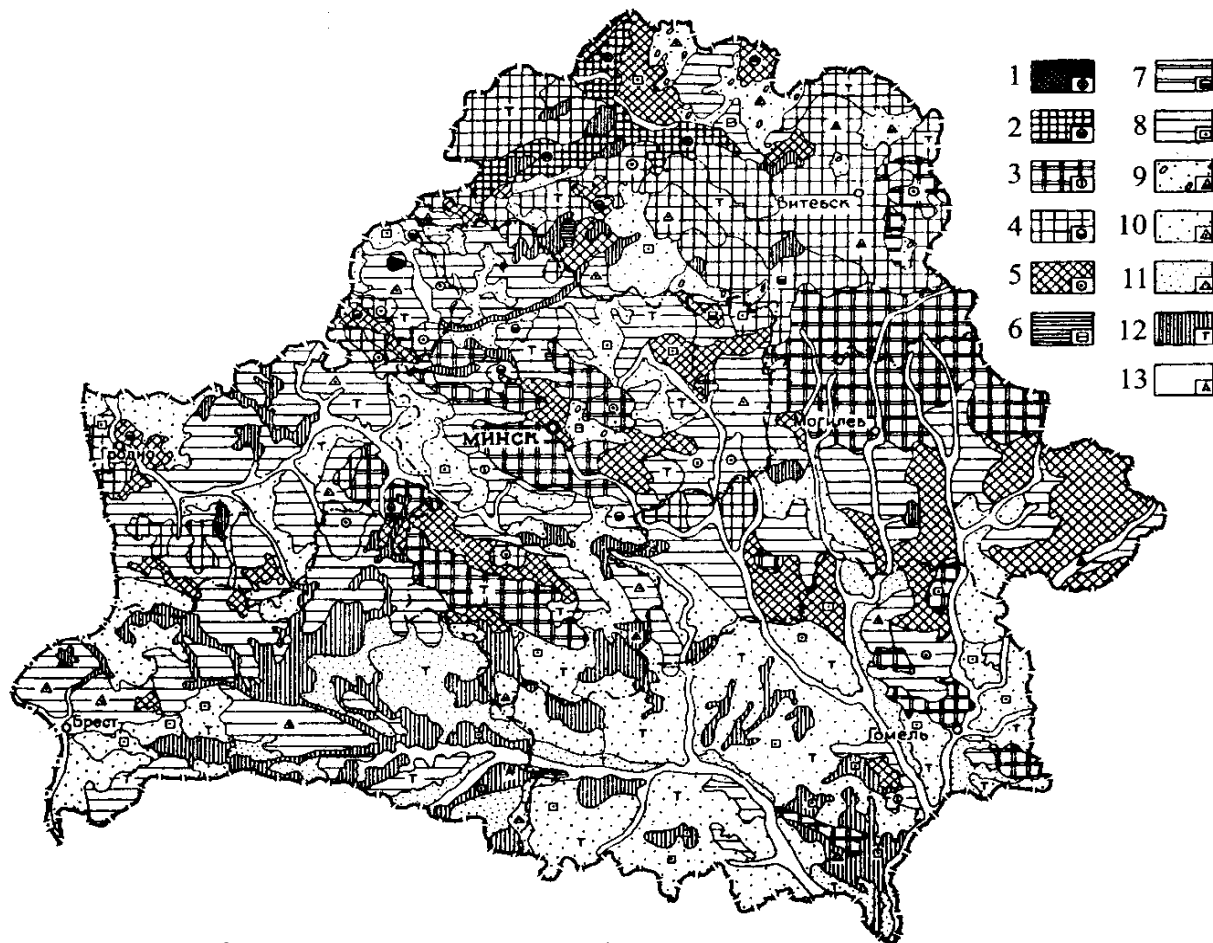 1 7
2 8
3 9
4 10
5 11
6 12
13
Витебск
МИНСК
Могилев
Гродно
Брест
Гомель